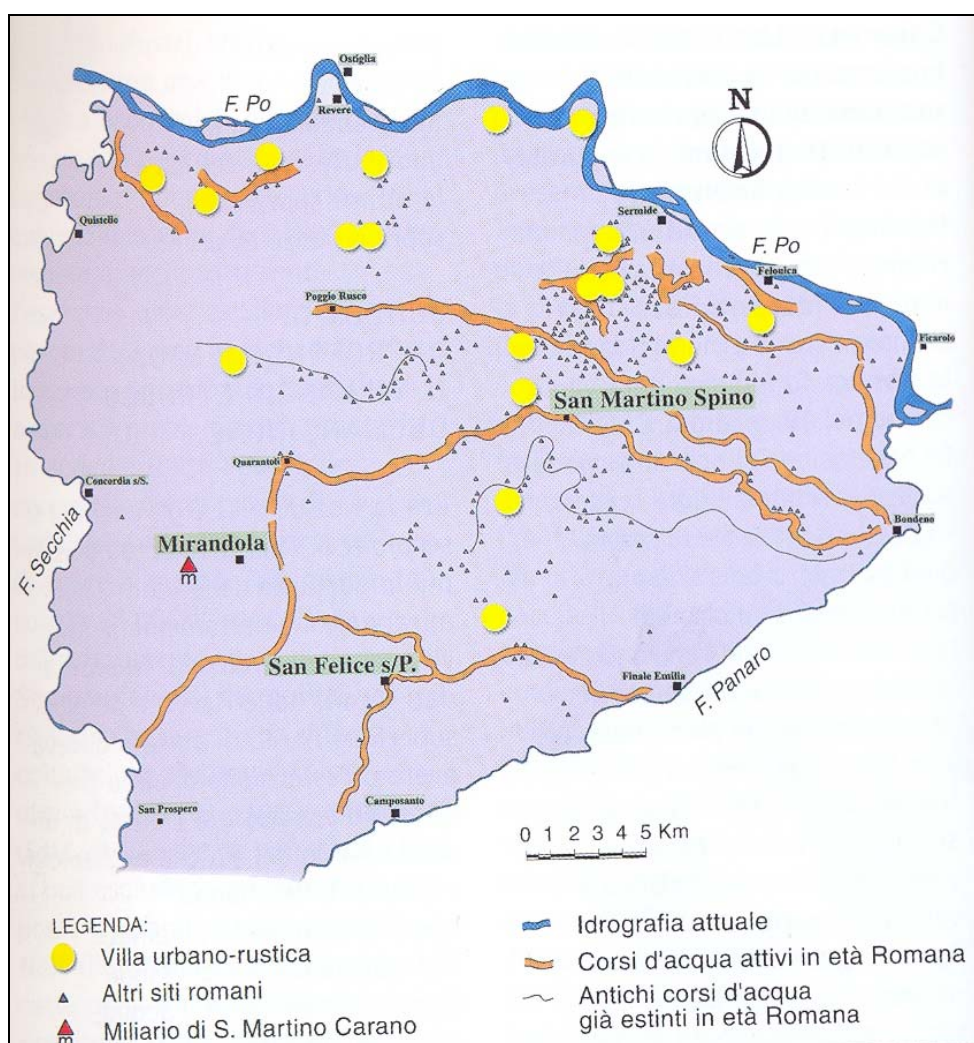 Ostiglia
F. Po
Revere
N
Quistello
Sermide
F. Po
Felonica
Poggio Rusco
Ficarolo
San Martino Spino
Quarantoli
Concordia s/S.
Bondeno
F. Secchia
Mirandola
m
San Felice s/P.
Finale Emilia
F. Panaro
San Prospero
Camposanto
0 1 2 3 4 5 Km
LEGENDA:
Villa urbano-rustica
Altri siti romani
m Miliario di S. Martino Carano
Idrografia attuale
Corsi d'acqua attivi in età Romana
Antichi corsi d'acqua
già estinti in età Romana